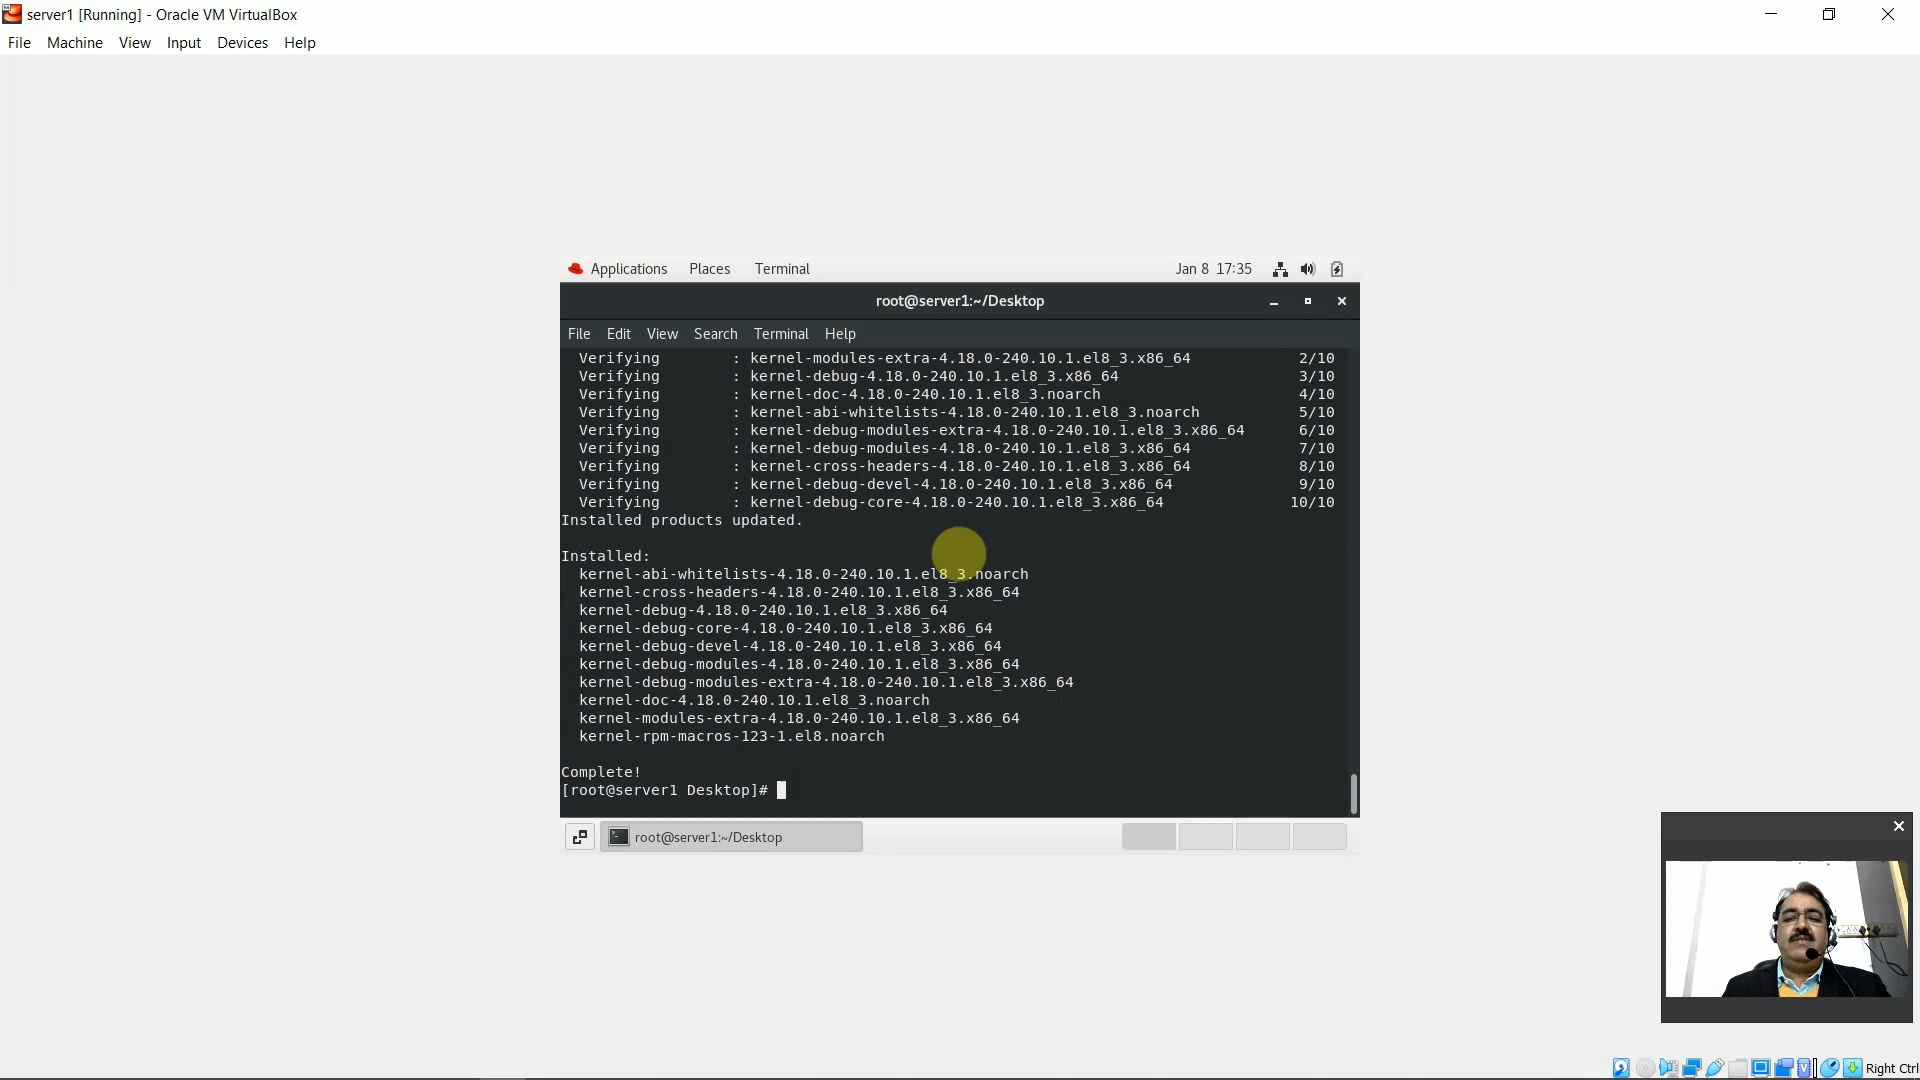 server1 [Running] - Oracle VM VirtualBox
File Machine View Input Devices Help
Applications Places Terminal Jan 8 17:35
root@server1:~/Desktop
File Edit View Search Terminal Help
Verifying : kernel-modules-extra-4.18.0-240.10.1.el8_3.x86_64 2/10
Verifying : kernel-debug-4.18.0-240.10.1.el8_3.x86_64 3/10
Verifying : kernel-doc-4.18.0-240.10.1.el8_3.noarch 4/10
Verifying : kernel-abi-whitelists-4.18.0-240.10.1.el8_3.noarch 5/10
Verifying : kernel-debug-modules-extra-4.18.0-240.10.1.el8_3.x86_64 6/10
Verifying : kernel-debug-modules-4.18.0-240.10.1.el8_3.x86_64 7/10
Verifying : kernel-cross-headers-4.18.0-240.10.1.el8_3.x86_64 8/10
Verifying : kernel-debug-devel-4.18.0-240.10.1.el8_3.x86_64 9/10
Verifying : kernel-debug-core-4.18.0-240.10.1.el8_3.x86_64 10/10
Installed products updated.
Installed:
kernel-abi-whitelists-4.18.0-240.10.1.el8_3.noarch
kernel-cross-headers-4.18.0-240.10.1.el8_3.x86_64
kernel-debug-4.18.0-240.10.1.el8_3.x86_64
kernel-debug-core-4.18.0-240.10.1.el8_3.x86_64
kernel-debug-devel-4.18.0-240.10.1.el8_3.x86_64
kernel-debug-modules-4.18.0-240.10.1.el8_3.x86_64
kernel-debug-modules-extra-4.18.0-240.10.1.el8_3.x86_64
kernel-doc-4.18.0-240.10.1.el8_3.noarch
kernel-modules-extra-4.18.0-240.10.1.el8_3.x86_64
kernel-rpm-macros-123-1.el8.noarch
Complete!
[root@server1 Desktop]#
root@server1:~/Desktop
Right Ctrl